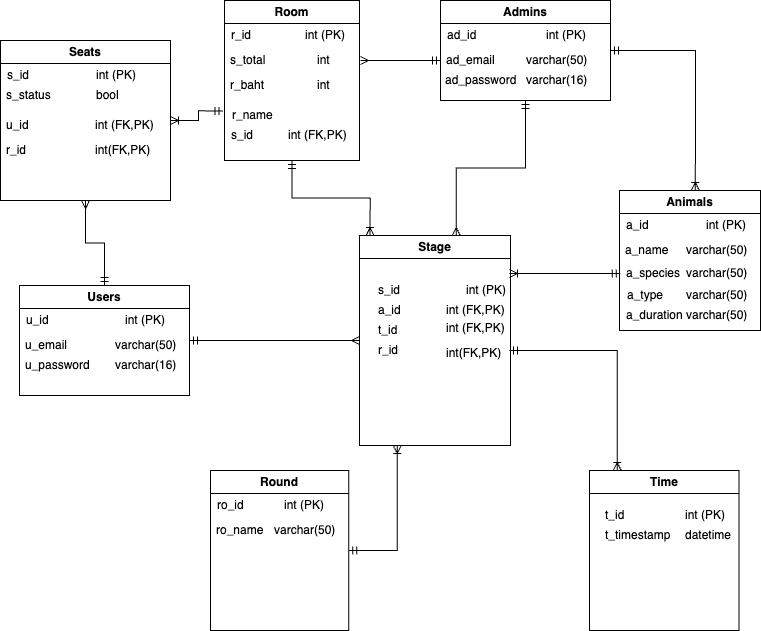 Room
r_id int (PK)
s_total int
r_baht int
r_name
s_id int (FK,PK)
Admins
ad_id int (PK)
ad_email varchar(50)
ad_password varchar(16)
Seats
s_id int (PK)
s_status bool
u_id int (FK,PK)
r_id int(FK,PK)
Animals
a_id int (PK)
a_name varchar(50)
a_species varchar(50)
a_type varchar(50)
a_duration varchar(50)
Stage
s_id int (PK)
a_id int (FK,PK)
t_id int (FK,PK)
r_id int(FK,PK)
Users
u_id int (PK)
u_email varchar(50)
u_password varchar(16)
Round
ro_id int (PK)
ro_name varchar(50)
Time
t_id int (PK)
t_timestamp datetime